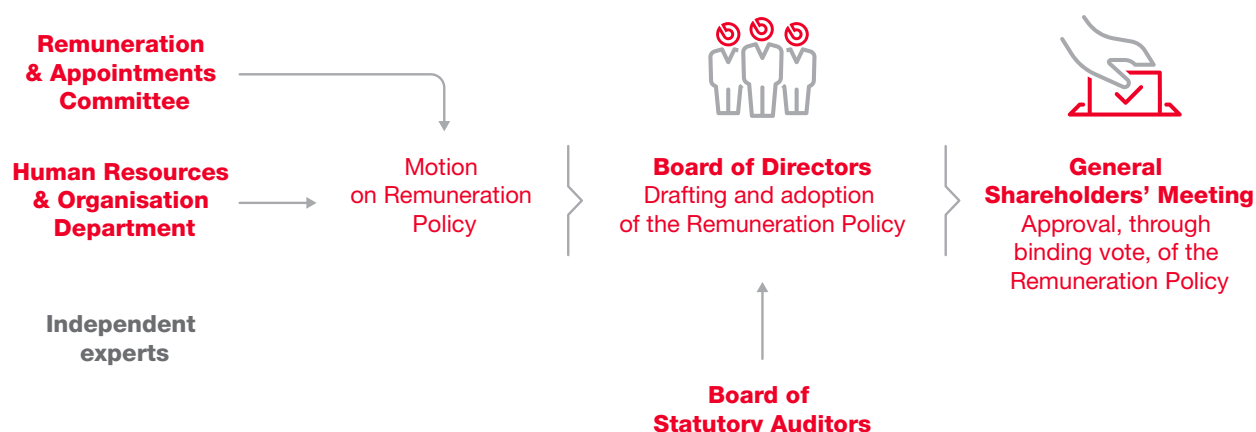 Remuneration
& Appointments
Committee
Human Resources
& Organisation
Department
Independent
experts
Motion
on Remuneration
Policy
Board of Directors
Drafting and adoption
of the Remuneration Policy
Board of
Statutory Auditors
General
Shareholders’ Meeting
Approval, through
binding vote, of the
Remuneration Policy